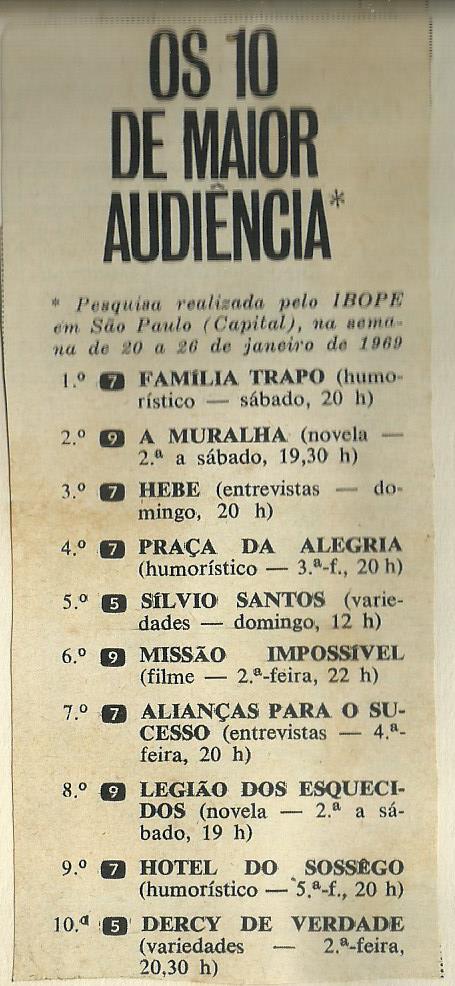 OS 10
DE MAIOR
AUDIÊNCIA*
* Pesquisa realizada pelo IBOPE
em São Paulo (Capital), na sema-
na de 20 a 26 de janeiro de 1969
1.º 7 FAMÍLIA TRAPO (humo-
rístico — sábado, 20 h)
2.º 9 A MURALHA (novela —
2.ª a sábado, 19,30 h)
3.º 7 HEBE (entrevistas — do-
mingo, 20 h)
4.º 7 PRAÇA DA ALEGRIA
(humorístico — 3.ª-f., 20 h)
5.º 5 SÍLVIO SANTOS (varie-
dades — domingo, 12 h)
6.º 9 MISSÃO IMPOSSÍVEL
(filme — 2.ª-feira, 22 h)
7.º 7 ALIANÇAS PARA O SU-
CESSO (entrevistas — 4.ª-
feira, 20 h)
8.º 9 LEGIÃO DOS ESQUECI-
DOS (novela — 2.ª a sá-
bado, 19 h)
9.º 7 HOTEL DO SOSSÊGO
(humorístico — 5.ª-f., 20 h)
10.ª 5 DERCY DE VERDADE
(variedades — 2.ª-feira,
20,30 h)